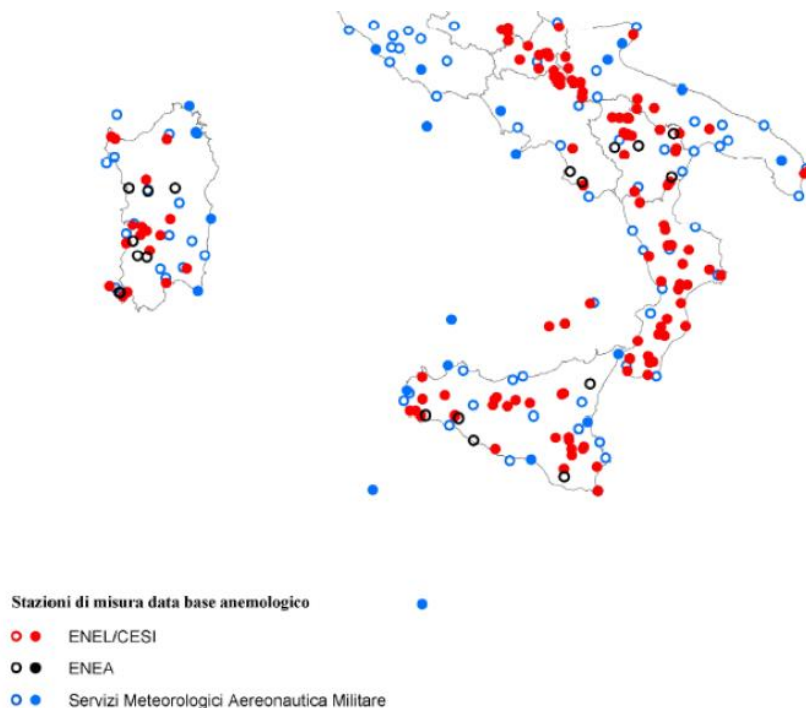 Stazioni di misura data base anemologico
ENEL/CESI
ENEA
Servizi Meteorologici Aereonautica Militare